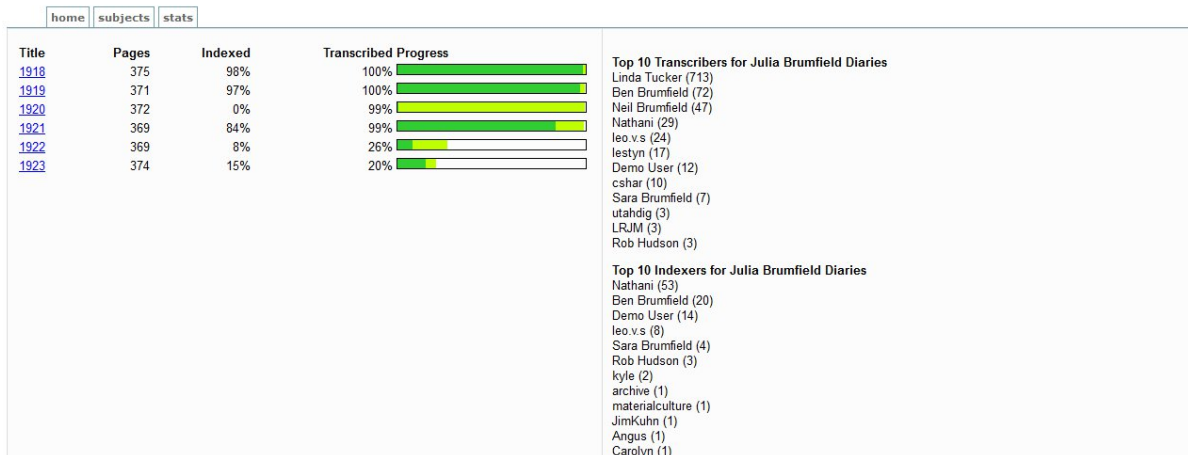 home subjects stats
Title Pages Indexed Transcribed Progress
1918 375 98% 100%
1919 371 97% 100%
1920 372 0% 99%
1921 369 84% 99%
1922 369 8% 26%
1923 374 15% 20%
Top 10 Transcribers for Julia Brumfield Diaries
Linda Tucker (713)
Ben Brumfield (72)
Neil Brumfield (47)
Nathani (29)
leo.v.s (24)
lestyn (17)
Demo User (12)
cshar (10)
Sara Brumfield (7)
utahdig (3)
LRJM (3)
Rob Hudson (3)
Top 10 Indexers for Julia Brumfield Diaries
Nathani (53)
Ben Brumfield (20)
Demo User (14)
leo.v.s (8)
Sara Brumfield (4)
Rob Hudson (3)
kyle (2)
archive (1)
materialculture (1)
JimKuhn (1)
Angus (1)
Carolyn (1)